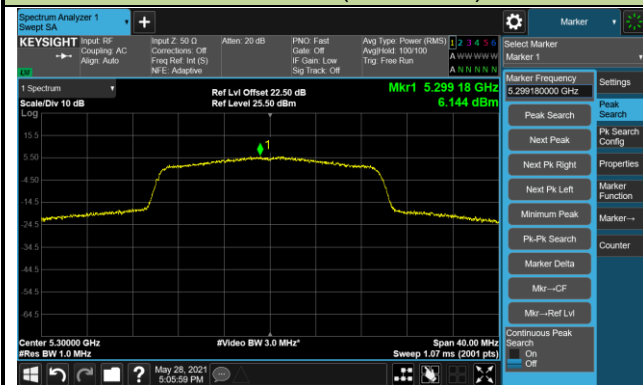 Spectrum Analyzer 1
Swept SA
Marker
KEYSIGHT
Input: RF
Coupling: AC
Align: Auto
Input Z: 50 Ω
Corrections: Off
Freq Ref: Int (S)
NFE: Adaptive
Atten: 20 dB
PNO: Fast
Gate: Off
IF Gain: Low
Sig Track: Off
Avg Type: Power (RMS)
Avg|Hold: 100/100
Trig: Free Run
1 2 3 4 5 6
A W W W W W
A N N N N N
LM
Select Marker
Marker 1
1 Spectrum
Scale/Div 10 dB
Log
Ref Lvl Offset 22.50 dB
Ref Level 25.50 dBm
Mkr1 5.299 18 GHz
6.144 dBm
15.5
5.50
-4.50
-14.5
-24.5
-34.5
-44.5
-54.5
-64.5
1
Center 5.30000 GHz
#Res BW 1.0 MHz
#Video BW 3.0 MHz*
Span 40.00 MHz
Sweep 1.07 ms (2001 pts)
Marker Frequency
5.299180000 GHz
Peak Search
Next Peak
Next Pk Right
Next Pk Left
Minimum Peak
Pk-Pk Search
Marker Delta
Mkr→CF
Mkr→Ref Lvl
Continuous Peak
Search
On
Off
Settings
Peak
Search
Pk Search
Config
Properties
Marker
Function
Marker→
Counter
May 28, 2021
5:05:59 PM